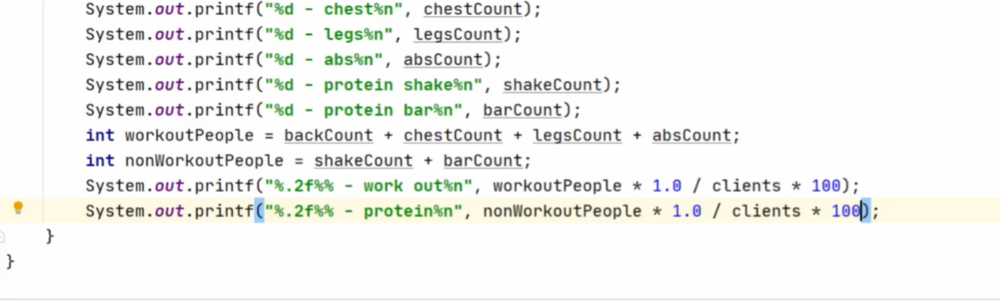 System.out.printf("%d - chest%n", chestCount);
System.out.printf("%d - legs%n", legsCount);
System.out.printf("%d - abs%n", absCount);
System.out.printf("%d - protein shake%n", shakeCount);
System.out.printf("%d - protein bar%n", barCount);
int workoutPeople = backCount + chestCount + legsCount + absCount;
int nonWorkoutPeople = shakeCount + barCount;
System.out.printf("%.2f%% - work out%n", workoutPeople * 1.0 / clients * 100);
System.out.printf("%.2f%% - protein%n", nonWorkoutPeople * 1.0 / clients * 100);
}
}